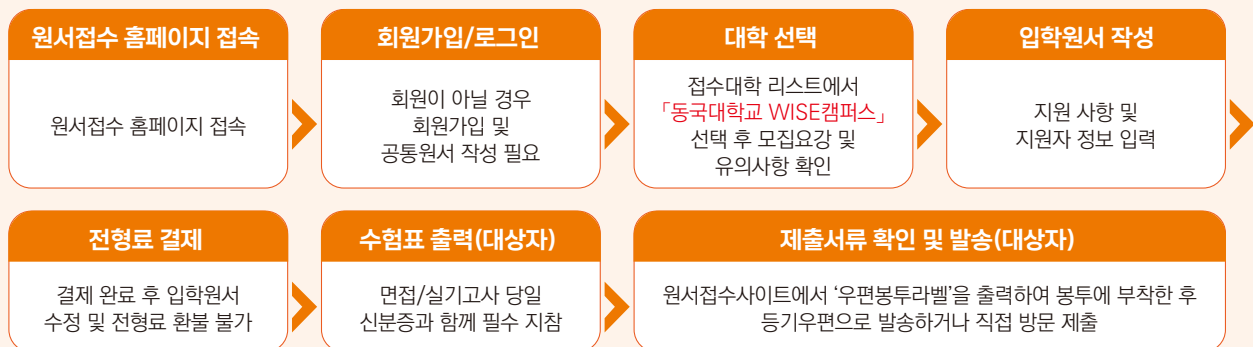 원서접수 홈페이지 접속
원서접수 홈페이지 접속
회원가입/로그인
회원이 아닐 경우
회원가입 및
공통원서 작성 필요
대학 선택
접수대학 리스트에서
「동국대학교 WISE캠퍼스」
선택 후 모집요강 및
유의사항 확인
입학원서 작성
지원 사항 및
지원자 정보 입력
전형료 결제
결제 완료 후 입학원서
수정 및 전형료 환불 불가
수험표 출력(대상자)
면접/실기고사 당일
신분증과 함께 필수 지참
제출서류 확인 및 발송(대상자)
원서접수사이트에서 ‘우편봉투라벨’을 출력하여 봉투에 부착한 후
등기우편으로 발송하거나 직접 방문 제출